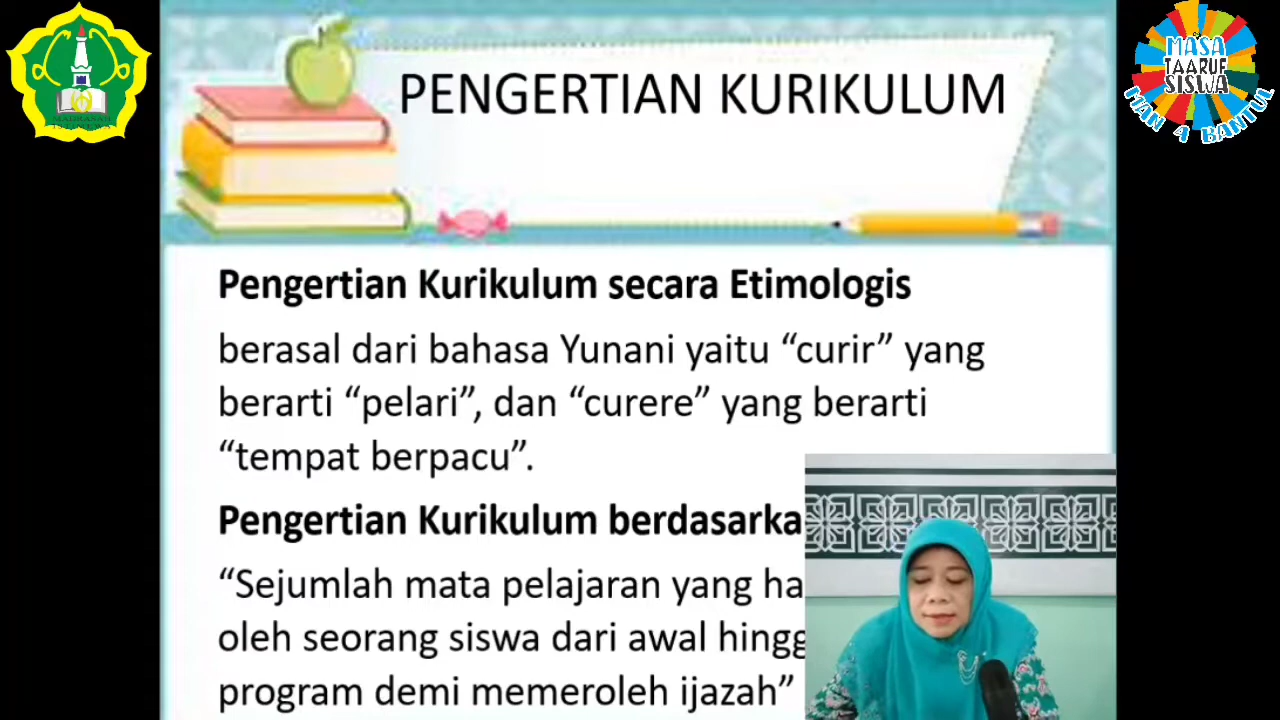 MASA
TAARUF
SISWA
MAN 4 BANTUL
PENGERTIAN KURIKULUM
Pengertian Kurikulum secara Etimologis
berasal dari bahasa Yunani yaitu “curir” yang
berarti “pelari”, dan “curere” yang berarti
“tempat berpacu”.
Pengertian Kurikulum berdasarka
“Sejumlah mata pelajaran yang ha
oleh seorang siswa dari awal hingg
program demi memeroleh ijazah”